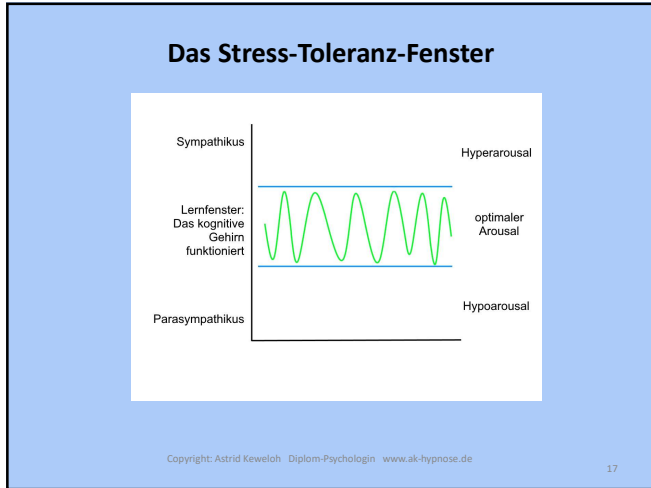 Das Stress-Toleranz-Fenster
Sympathikus
Hyperarousal
Lernfenster:
Das kognitive
Gehirn
funktioniert
optimaler
Arousal
Parasympathikus
Hypoarousal
Copyright: Astrid Keweloh Diplom-Psychologin www.ak-hypnose.de
17